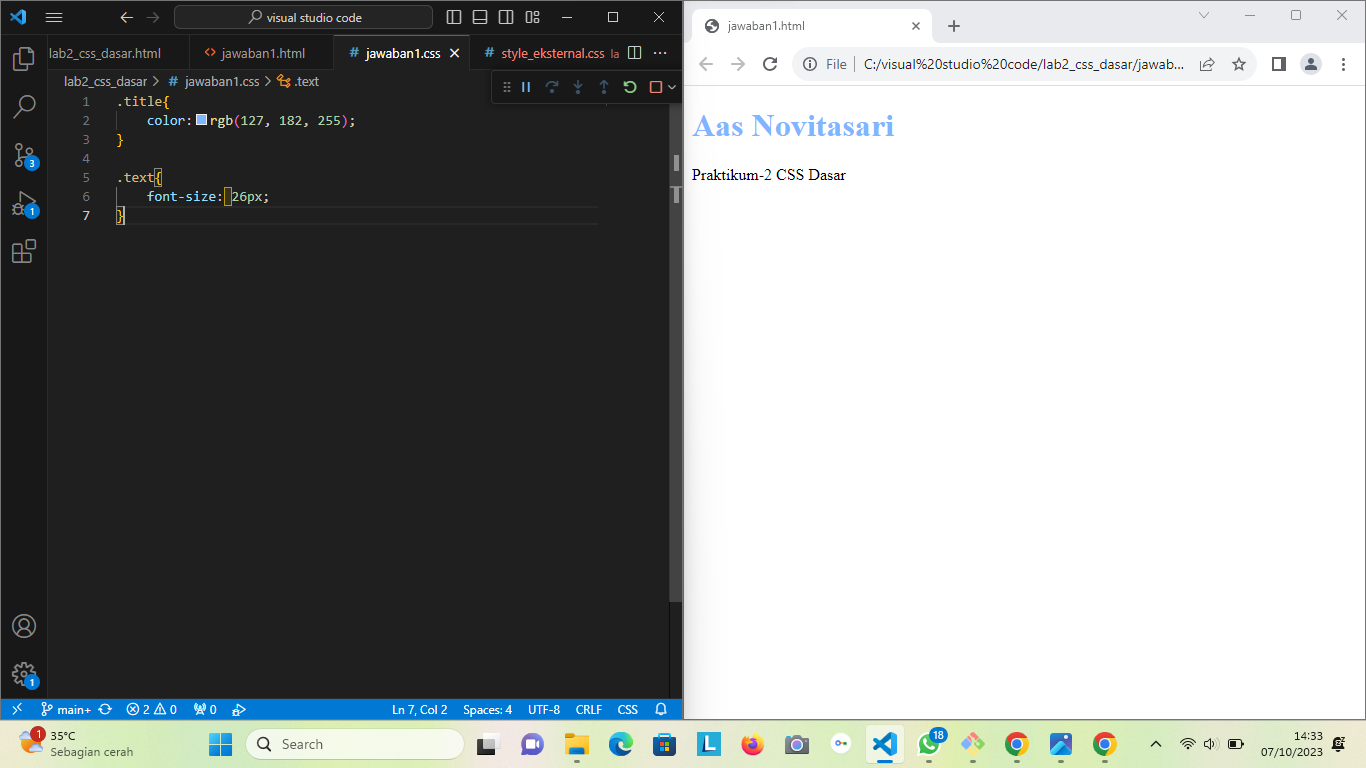 visual studio code
lab2_css_dasar.html
jawaban1.html
# jawaban1.css
# style_eksternal.css la
lab2_css_dasar > # jawaban1.css > .text
1 .title{
2 color: rgb(127, 182, 255);
3 }
4
5 .text{
6 font-size: 26px;
7 }
3
1
1
main+ 2 0 0
Ln 7, Col 2 Spaces: 4 UTF-8 CRLF CSS
jawaban1.html
File | C:/visual%20studio%20code/lab2_css_dasar/jawab...
Aas Novitasari
Praktikum-2 CSS Dasar
1
35°C
Sebagian cerah
Search
L
18
14:33
07/10/2023